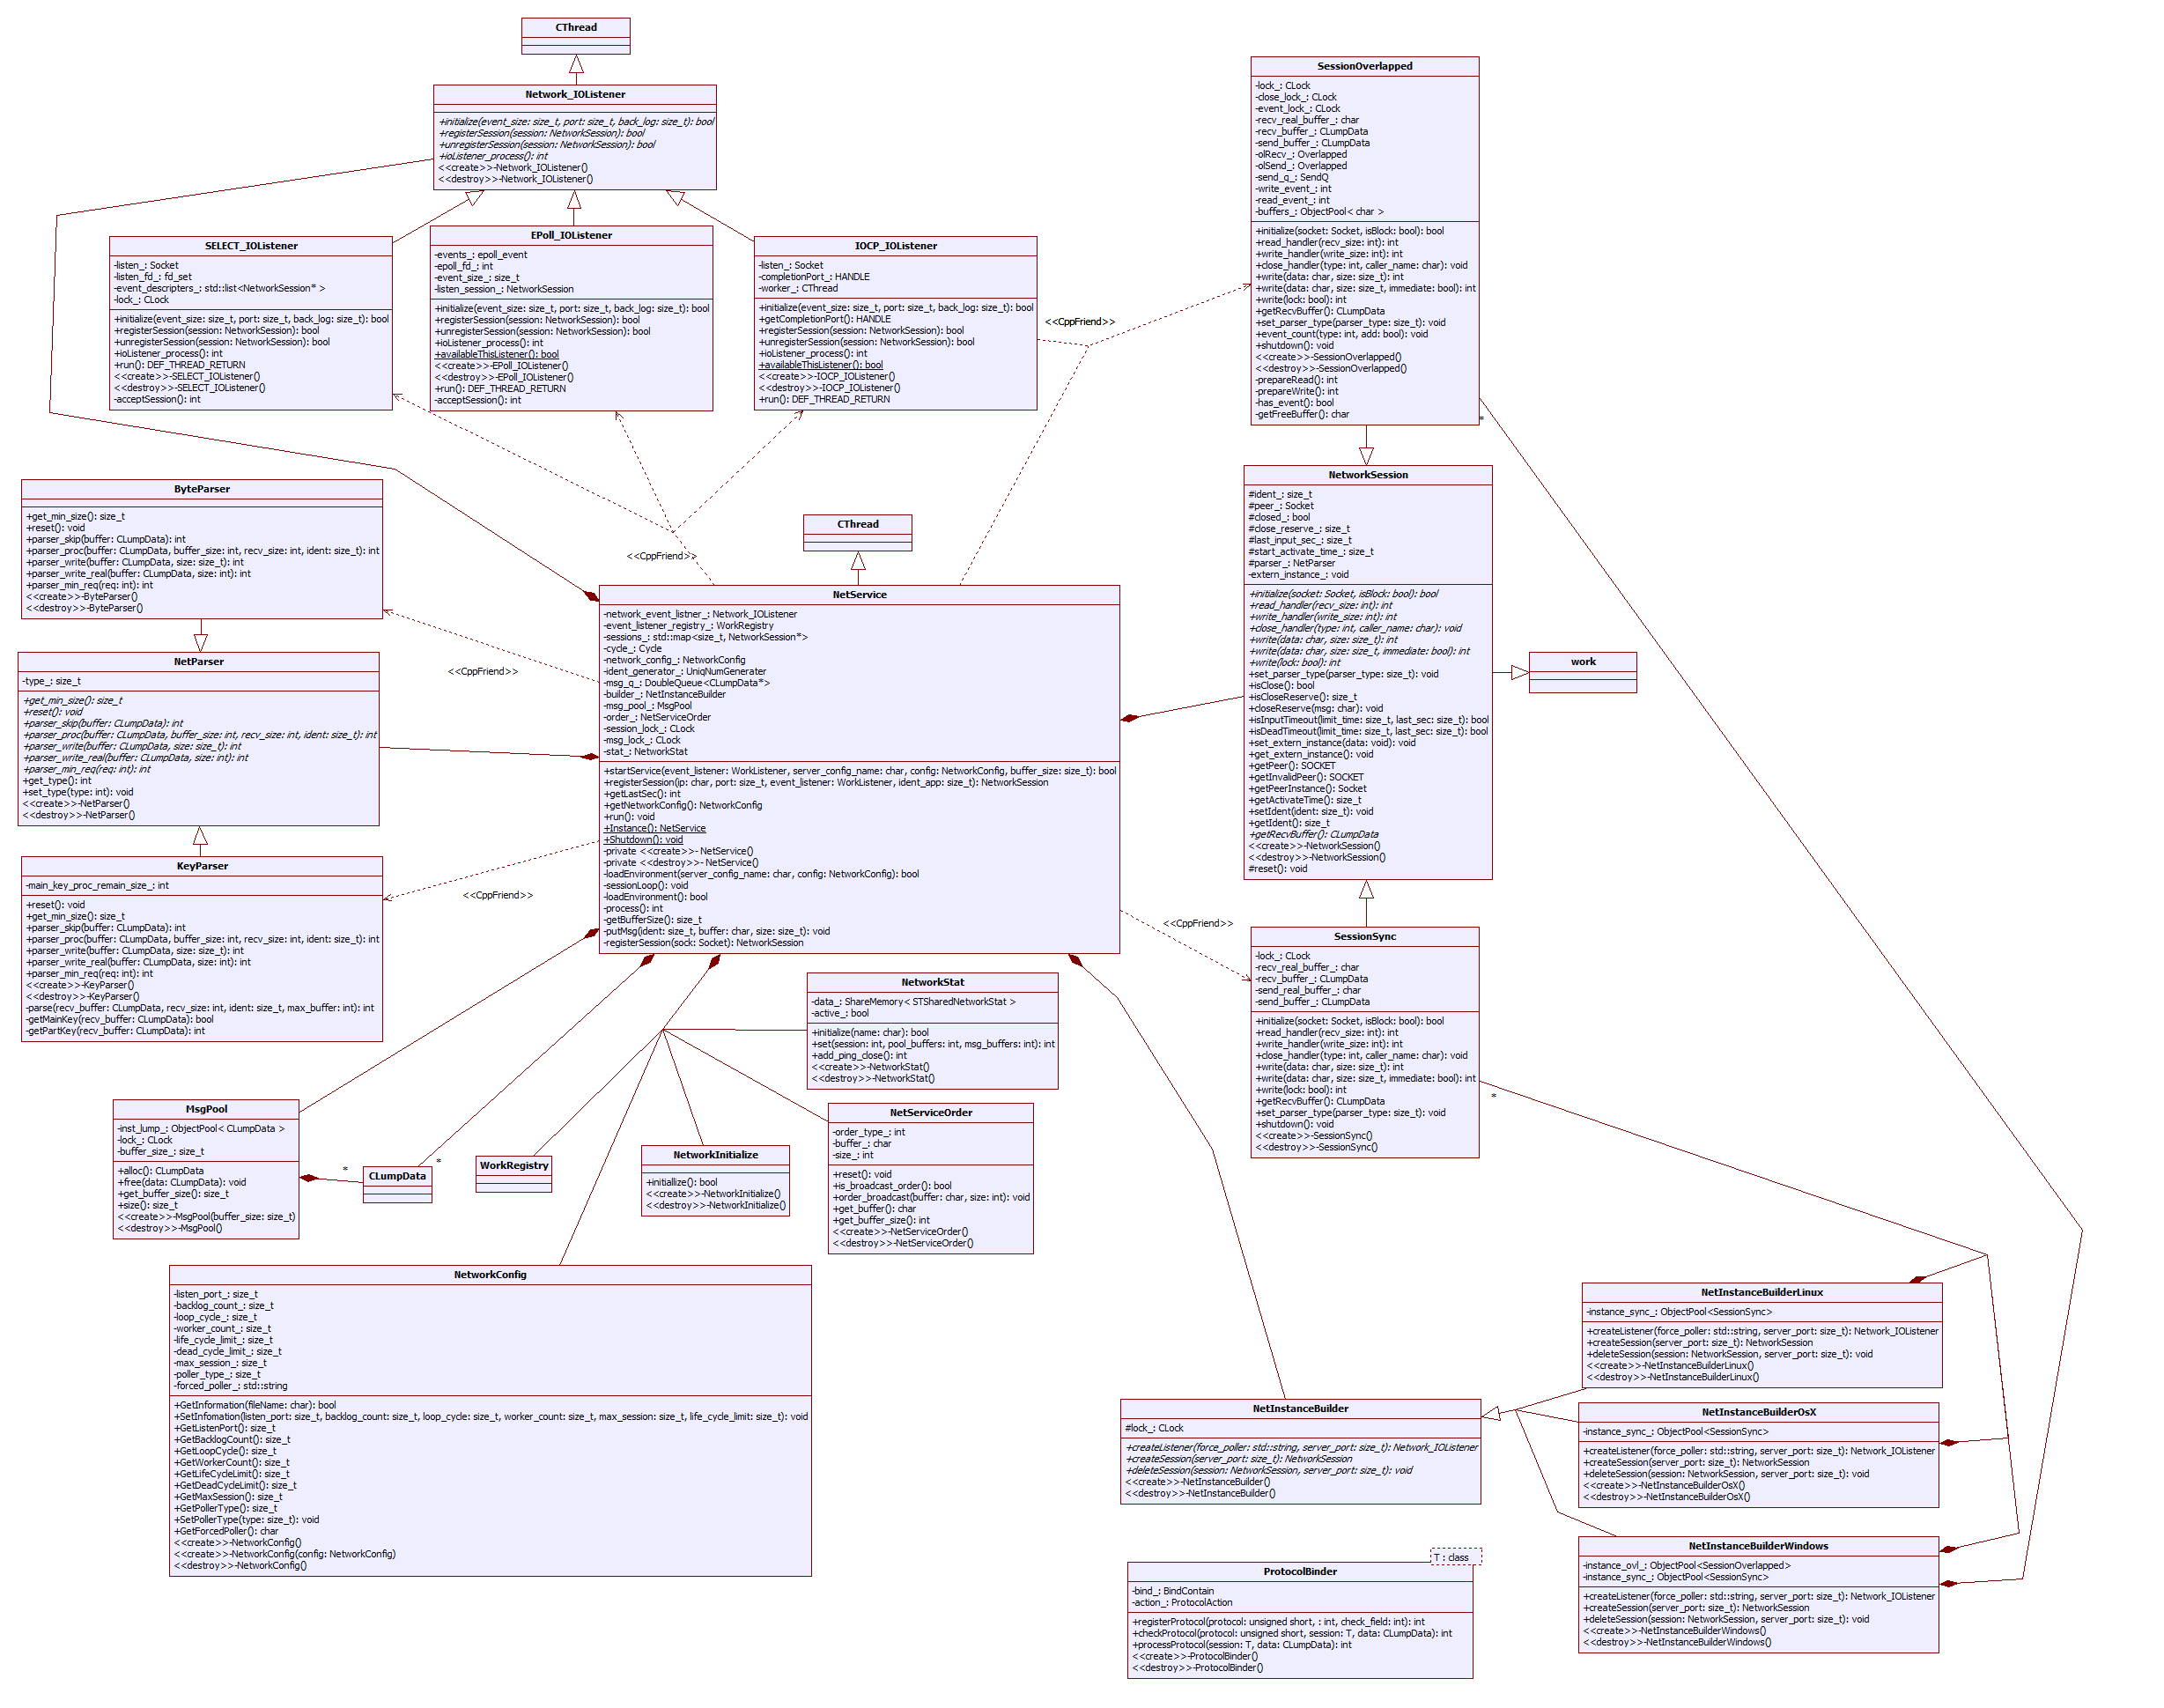 CThread
Network_IOListener
+initialize(event_size: size_t, port: size_t, back_log: size_t): bool
+registerSession(session: NetworkSession): bool
+unregisterSession(session: NetworkSession): bool
+ioListener_process(): int
<<create>>-Network_IOListener()
<<destroy>>-Network_IOListener()
SessionOverlapped
-lock_: CLock
-close_lock_: CLock
-event_lock_: CLock
-recv_real_buffer_: char
-recv_buffer_: CLumpData
-send_buffer_: CLumpData
-olRecv_: Overlapped
-olSend_: Overlapped
-send_q_: SendQ
-write_event_: int
-read_event_: int
-buffers_: ObjectPool< char >
+initialize(socket: Socket, isBlock: bool): bool
+read_handler(recv_size: int): int
+write_handler(write_size: int): int
+close_handler(type: int, caller_name: char): void
+write(data: char, size: size_t): int
+write(data: char, size: size_t, immediate: bool): int
+write(lock: bool): int
+getRecvBuffer(): CLumpData
+set_parser_type(parser_type: size_t): void
+event_count(type: int, add: bool): void
+shutdown(): void
<<create>>-SessionOverlapped()
<<destroy>>-SessionOverlapped()
-prepareRead(): int
-prepareWrite(): int
-has_event(): bool
-getFreeBuffer(): char
*
SELECT_IOListener
-listen_: Socket
-listen_fd_: fd_set
-event_descripters_: std::list<NetworkSession* >
-lock_: CLock
+initialize(event_size: size_t, port: size_t, back_log: size_t): bool
+registerSession(session: NetworkSession): bool
+unregisterSession(session: NetworkSession): bool
+ioListener_process(): int
+run(): DEF_THREAD_RETURN
<<create>>-SELECT_IOListener()
<<destroy>>-SELECT_IOListener()
-acceptSession(): int
EPoll_IOListener
-events_: epoll_event
-epoll_fd_: int
-event_size_: size_t
-listen_session_: NetworkSession
+initialize(event_size: size_t, port: size_t, back_log: size_t): bool
+registerSession(session: NetworkSession): bool
+unregisterSession(session: NetworkSession): bool
+ioListener_process(): int
+availableThisListener(): bool
<<create>>-EPoll_IOListener()
<<destroy>>-EPoll_IOListener()
+run(): DEF_THREAD_RETURN
-acceptSession(): int
IOCP_IOListener
-listen_: Socket
-completionPort_: HANDLE
-worker_: CThread
+initialize(event_size: size_t, port: size_t, back_log: size_t): bool
+getCompletionPort(): HANDLE
+registerSession(session: NetworkSession): bool
+unregisterSession(session: NetworkSession): bool
+ioListener_process(): int
+availableThisListener(): bool
<<create>>-IOCP_IOListener()
<<destroy>>-IOCP_IOListener()
+run(): DEF_THREAD_RETURN
<<CppFriend>>
ByteParser
+get_min_size(): size_t
+reset(): void
+parser_skip(buffer: CLumpData): int
+parser_proc(buffer: CLumpData, buffer_size: int, recv_size: int, ident: size_t): int
+parser_write(buffer: CLumpData, size: size_t): int
+parser_write_real(buffer: CLumpData, size: int): int
+parser_min_req(req: int): int
<<create>>-ByteParser()
<<destroy>>-ByteParser()
<<CppFriend>>
CThread
NetworkSession
#ident_: size_t
#peer_: Socket
#closed_: bool
#close_reserve_: size_t
#last_input_sec_: size_t
#start_activate_time_: size_t
#parser_: NetParser
-extern_instance_: void
+initialize(socket: Socket, isBlock: bool): bool
+read_handler(recv_size: int): int
+write_handler(write_size: int): int
+close_handler(type: int, caller_name: char): void
+write(data: char, size: size_t): int
+write(data: char, size: size_t, immediate: bool): int
+write(lock: bool): int
+set_parser_type(parser_type: size_t): void
+isClose(): bool
+isCloseReserve(): size_t
+closeReserve(msg: char): void
+isInputTimeout(limit_time: size_t, last_sec: size_t): bool
+isDeadTimeout(limit_time: size_t, last_sec: size_t): bool
+set_extern_instance(data: void): void
+get_extern_instance(): void
+getPeer(): SOCKET
+getInvalidPeer(): SOCKET
+getPeerInstance(): Socket
+getActivateTime(): size_t
+setIdent(ident: size_t): void
+getIdent(): size_t
+getRecvBuffer(): CLumpData
<<create>>-NetworkSession()
<<destroy>>-NetworkSession()
#reset(): void
work
NetService
-network_event_listner_: Network_IOListener
-event_listener_registry_: WorkRegistry
-sessions_: std::map<size_t, NetworkSession*>
-cycle_: Cycle
-network_config_: NetworkConfig
-ident_generator_: UniqNumGenerater
-msg_q_: DoubleQueue<CLumpData*>
-builder_: NetInstanceBuilder
-msg_pool_: MsgPool
-order_: NetServiceOrder
-session_lock_: CLock
-msg_lock_: CLock
-stat_: NetworkStat
+startService(event_listener: WorkListener, server_config_name: char, config: NetworkConfig, buffer_size: size_t): bool
+registerSession(ip: char, port: size_t, event_listener: WorkListener, ident_app: size_t): NetworkSession
+getLastSec(): int
+getNetworkConfig(): NetworkConfig
+run(): void
+Instance(): NetService
+Shutdown(): void
-private <<create>>- NetService()
-private <<destroy>>- NetService()
-loadEnvironment(server_config_name: char, config: NetworkConfig): bool
-sessionLoop(): void
-loadEnvironment(): bool
-process(): int
-getBufferSize(): size_t
-putMsg(ident: size_t, buffer: char, size: size_t): void
-registerSession(sock: Socket): NetworkSession
<<CppFriend>>
NetParser
-type_: size_t
+get_min_size(): size_t
+reset(): void
+parser_skip(buffer: CLumpData): int
+parser_proc(buffer: CLumpData, buffer_size: int, recv_size: int, ident: size_t): int
+parser_write(buffer: CLumpData, size: size_t): int
+parser_write_real(buffer: CLumpData, size: int): int
+parser_min_req(req: int): int
+get_type(): int
+set_type(type: int): void
<<create>>-NetParser()
<<destroy>>-NetParser()
KeyParser
-main_key_proc_remain_size_: int
+reset(): void
+get_min_size(): size_t
+parser_skip(buffer: CLumpData): int
+parser_proc(buffer: CLumpData, buffer_size: int, recv_size: int, ident: size_t): int
+parser_write(buffer: CLumpData, size: size_t): int
+parser_write_real(buffer: CLumpData, size: int): int
+parser_min_req(req: int): int
<<create>>-KeyParser()
<<destroy>>-KeyParser()
-parse(recv_buffer: CLumpData, recv_size: int, ident: size_t, max_buffer: int): int
-getMainKey(recv_buffer: CLumpData): bool
-getPartKey(recv_buffer: CLumpData): int
<<CppFriend>>
<<CppFriend>>
SessionSync
-lock_: CLock
-recv_real_buffer_: char
-recv_buffer_: CLumpData
-send_real_buffer_: char
-send_buffer_: CLumpData
+initialize(socket: Socket, isBlock: bool): bool
+read_handler(recv_size: int): int
+write_handler(write_size: int): int
+close_handler(type: int, caller_name: char): void
+write(data: char, size: size_t): int
+write(data: char, size: size_t, immediate: bool): int
+write(lock: bool): int
+getRecvBuffer(): CLumpData
+set_parser_type(parser_type: size_t): void
+shutdown(): void
<<create>>-SessionSync()
<<destroy>>-SessionSync()
*
NetworkStat
-data_: ShareMemory< STSharedNetworkStat >
-active_: bool
+initialize(name: char): bool
+set(session: int, pool_buffers: int, msg_buffers: int): int
+add_ping_close(): int
<<create>>-NetworkStat()
<<destroy>>-NetworkStat()
MsgPool
-inst_lump_: ObjectPool< CLumpData >
-lock_: CLock
-buffer_size_: size_t
+alloc(): CLumpData
+free(data: CLumpData): void
+get_buffer_size(): size_t
+size(): size_t
<<create>>-MsgPool(buffer_size: size_t)
<<destroy>>-MsgPool()
*
CLumpData
*
WorkRegistry
NetworkInitialize
+initiallize(): bool
<<create>>-NetworkInitialize()
<<destroy>>-NetworkInitialize()
NetServiceOrder
-order_type_: int
-buffer_: char
-size_: int
+reset(): void
+is_broadcast_order(): bool
+order_broadcast(buffer: char, size: int): void
+get_buffer(): char
+get_buffer_size(): int
<<create>>-NetServiceOrder()
<<destroy>>-NetServiceOrder()
NetworkConfig
-listen_port_: size_t
-backlog_count_: size_t
-loop_cycle_: size_t
-worker_count_: size_t
-life_cycle_limit_: size_t
-dead_cycle_limit_: size_t
-max_session_: size_t
-poller_type_: size_t
-forced_poller_: std::string
+GetInformation(fileName: char): bool
+SetInfomation(listen_port: size_t, backlog_count: size_t, loop_cycle: size_t, worker_count: size_t, max_session: size_t, life_cycle_limit: size_t): void
+GetListenPort(): size_t
+GetBacklogCount(): size_t
+GetLoopCycle(): size_t
+GetWorkerCount(): size_t
+GetLifeCycleLimit(): size_t
+GetDeadCycleLimit(): size_t
+GetMaxSession(): size_t
+GetPollerType(): size_t
+SetPollerType(type: size_t): void
+GetForcedPoller(): char
<<create>>-NetworkConfig()
<<create>>-NetworkConfig(config: NetworkConfig)
<<destroy>>-NetworkConfig()
NetInstanceBuilderLinux
-instance_sync_: ObjectPool<SessionSync>
+createListener(force_poller: std::string, server_port: size_t): Network_IOListener
+createSession(server_port: size_t): NetworkSession
+deleteSession(session: NetworkSession, server_port: size_t): void
<<create>>-NetInstanceBuilderLinux()
<<destroy>>-NetInstanceBuilderLinux()
NetInstanceBuilder
#lock_: CLock
+createListener(force_poller: std::string, server_port: size_t): Network_IOListener
+createSession(server_port: size_t): NetworkSession
+deleteSession(session: NetworkSession, server_port: size_t): void
<<create>>-NetInstanceBuilder()
<<destroy>>-NetInstanceBuilder()
NetInstanceBuilderOsX
-instance_sync_: ObjectPool<SessionSync>
+createListener(force_poller: std::string, server_port: size_t): Network_IOListener
+createSession(server_port: size_t): NetworkSession
+deleteSession(session: NetworkSession, server_port: size_t): void
<<create>>-NetInstanceBuilderOsX()
<<destroy>>-NetInstanceBuilderOsX()
NetInstanceBuilderWindows
-instance_ovl_: ObjectPool<SessionOverlapped>
-instance_sync_: ObjectPool<SessionSync>
+createListener(force_poller: std::string, server_port: size_t): Network_IOListener
+createSession(server_port: size_t): NetworkSession
+deleteSession(session: NetworkSession, server_port: size_t): void
<<create>>-NetInstanceBuilderWindows()
<<destroy>>-NetInstanceBuilderWindows()
T : class
ProtocolBinder
-bind_: BindContain
-action_: ProtocolAction
+registerProtocol(protocol: unsigned short, : int, check_field: int): int
+checkProtocol(protocol: unsigned short, session: T, data: CLumpData): int
+processProtocol(session: T, data: CLumpData): int
<<create>>-ProtocolBinder()
<<destroy>>-ProtocolBinder()